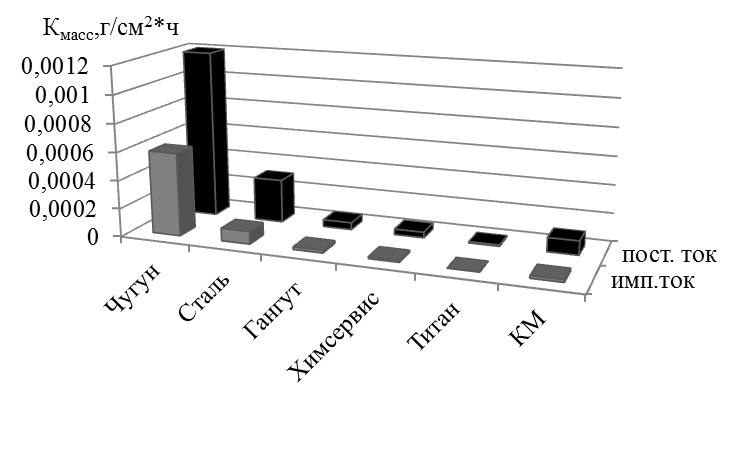 Кмасс,г/см2*ч
0,0012
0,001
0,0008
0,0006
0,0004
0,0002
0
Чугун
Сталь
Гангут
Химсервис
Титан
КМ
пост. ток
имп.ток